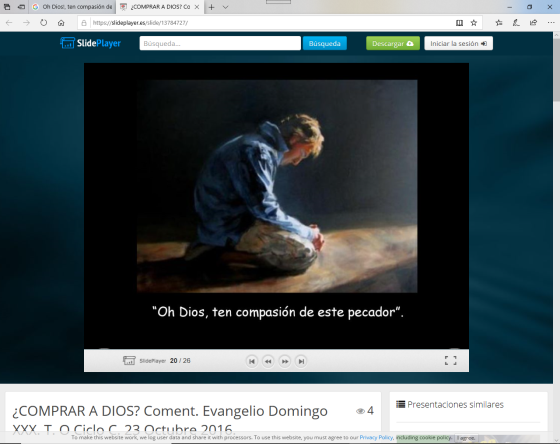 Oh Dios!, ten compasión de
¿COMPRAR A DIOS? Co
https://slideplayer.es/slide/13764727/
SlidePlayer
Búsqueda...
Búsqueda
Descargar
Iniciar la sesión
"Oh Dios, ten compasión de este pecador".
SlidePlayer 20 / 26
¿COMPRAR A DIOS? Coment. Evangelio Domingo
XXX. T. O Ciclo C. 23 Octubre 2016
4
Presentaciones similares
To make this website work, we log user data and share it with processors. To use this website, you must agree to our Privacy Policy, including cookie policy. I agree.